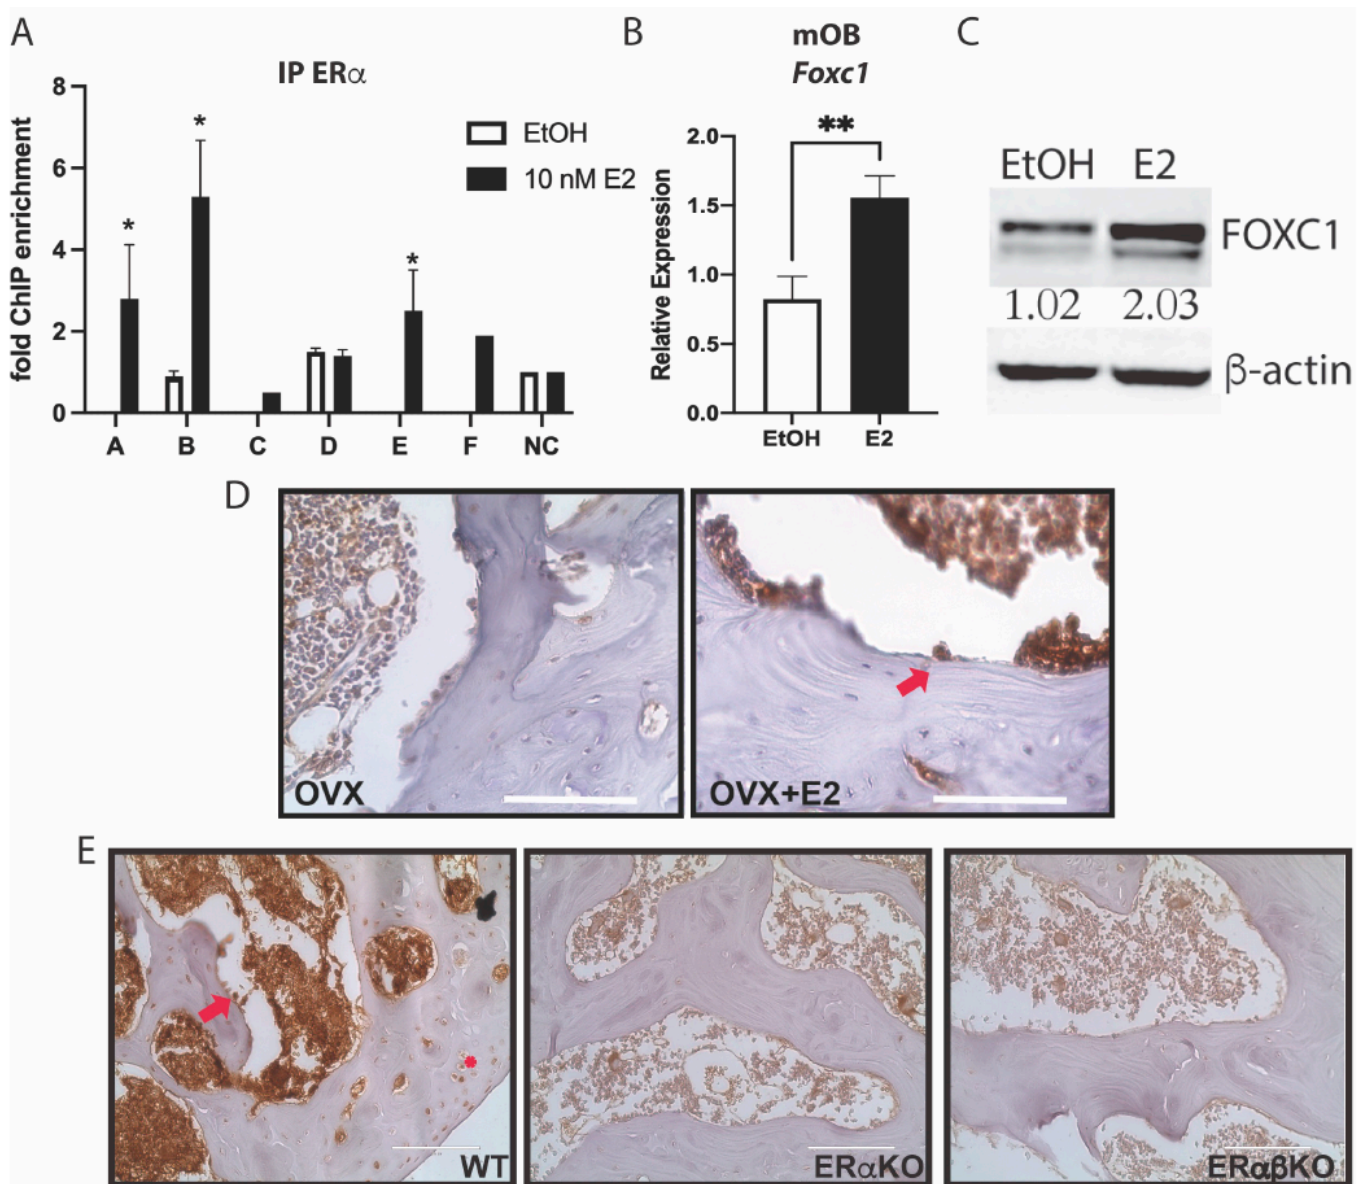 A
IP ERα
fold ChIP enrichment
8
6
4
2
0
*
*
*
EtOH
10 nM E2
A B C D E F NC
B
mOB
Foxc1
Relative Expression
2.0
1.5
1.0
0.5
0.0
**
EtOH E2
C
EtOH E2
FOXC1
1.02 2.03
β-actin
D
OVX
OVX+E2
E
*
WT
ERαKO
ERαβKO